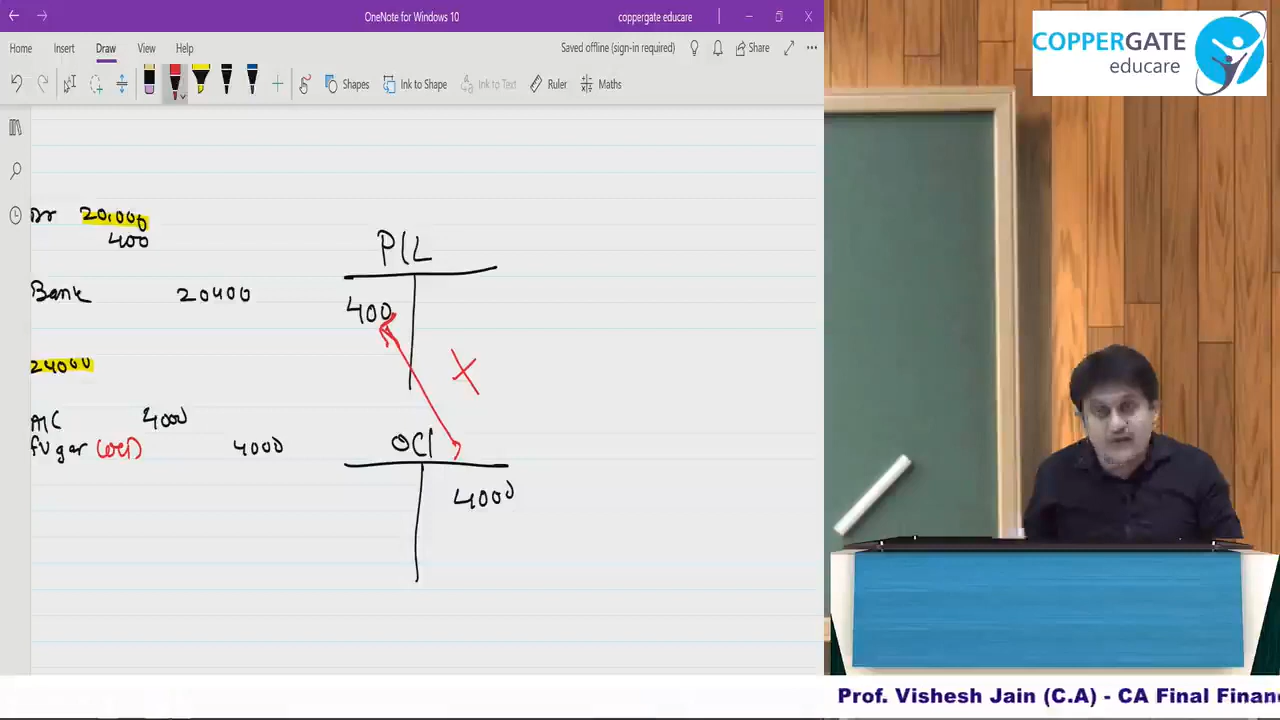 OneNote for Windows 10
coppergate educare
Home Insert Draw View Help
Saved offline (sign-in required)
Share
Shapes
Ink to Shape
Ink to Text
Ruler
Maths
COPPERGATE
educare
Dr 20,000
400
Bank 20400
24000
A/C 4000
(OCI) 4000
P/L
400
OCI
4000
Prof. Vishesh Jain (C.A) - CA Final Finan